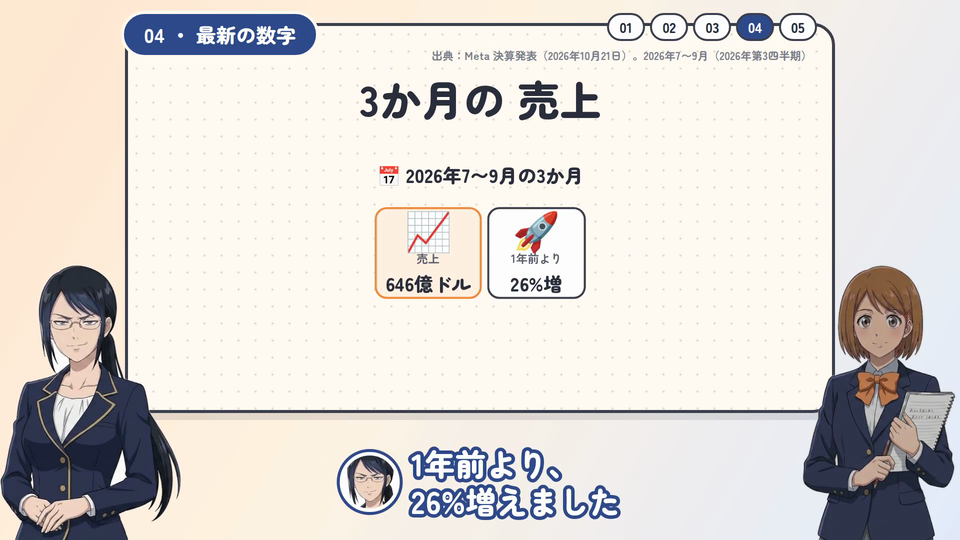 04 ・ 最新の数字
01 02 03 04 05
出典：Meta 決算発表（2026年10月21日）。2026年7〜9月（2026年第3四半期）
3か月の 売上
July 17 2026年7〜9月の3か月
売上
646億ドル
1年前より
26%増
1年前より、
26%増えました